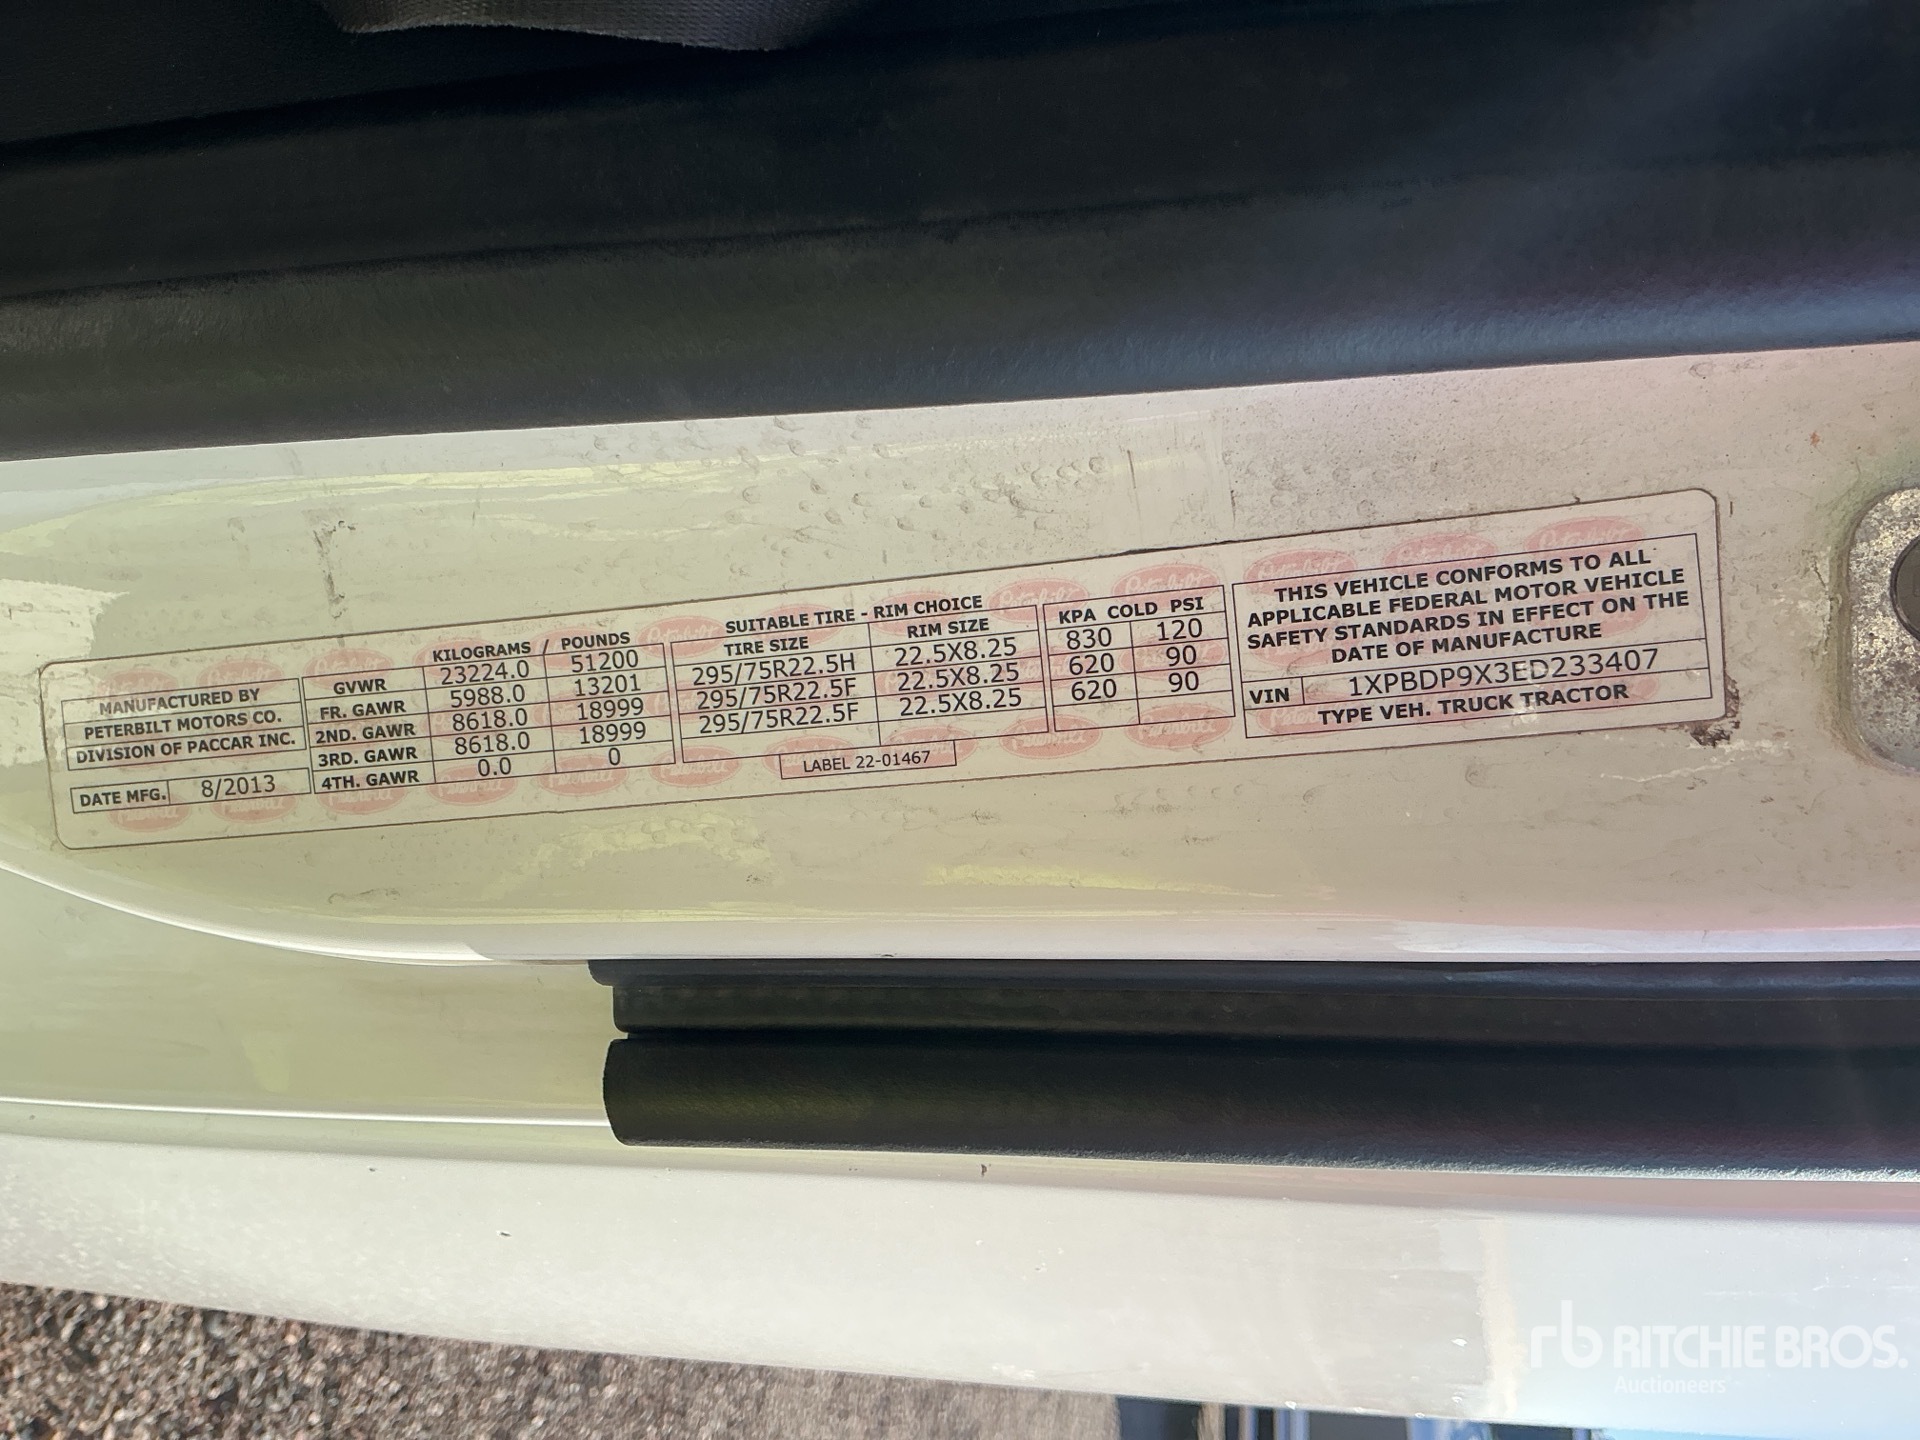 MANUFACTURED BY
PETERBILT MOTORS CO.
DIVISION OF PACCAR INC.
DATE MFG. 8/2013
KILOGRAMS / POUNDS
GVWR 23224.0 51200
FR. GAWR 5988.0 13201
2ND. GAWR 8618.0 18999
3RD. GAWR 8618.0 18999
4TH. GAWR 0.0 0
SUITABLE TIRE - RIM CHOICE
TIRE SIZE RIM SIZE
295/75R22.5H 22.5X8.25
295/75R22.5F 22.5X8.25
295/75R22.5F 22.5X8.25
LABEL 22-01467
KPA COLD PSI
830 120
620 90
620 90
THIS VEHICLE CONFORMS TO ALL
APPLICABLE FEDERAL MOTOR VEHICLE
SAFETY STANDARDS IN EFFECT ON THE
DATE OF MANUFACTURE
VIN 1XPBDP9X3ED233407
TYPE VEH. TRUCK TRACTOR
rb RITCHIE BROS.
Auctioneers